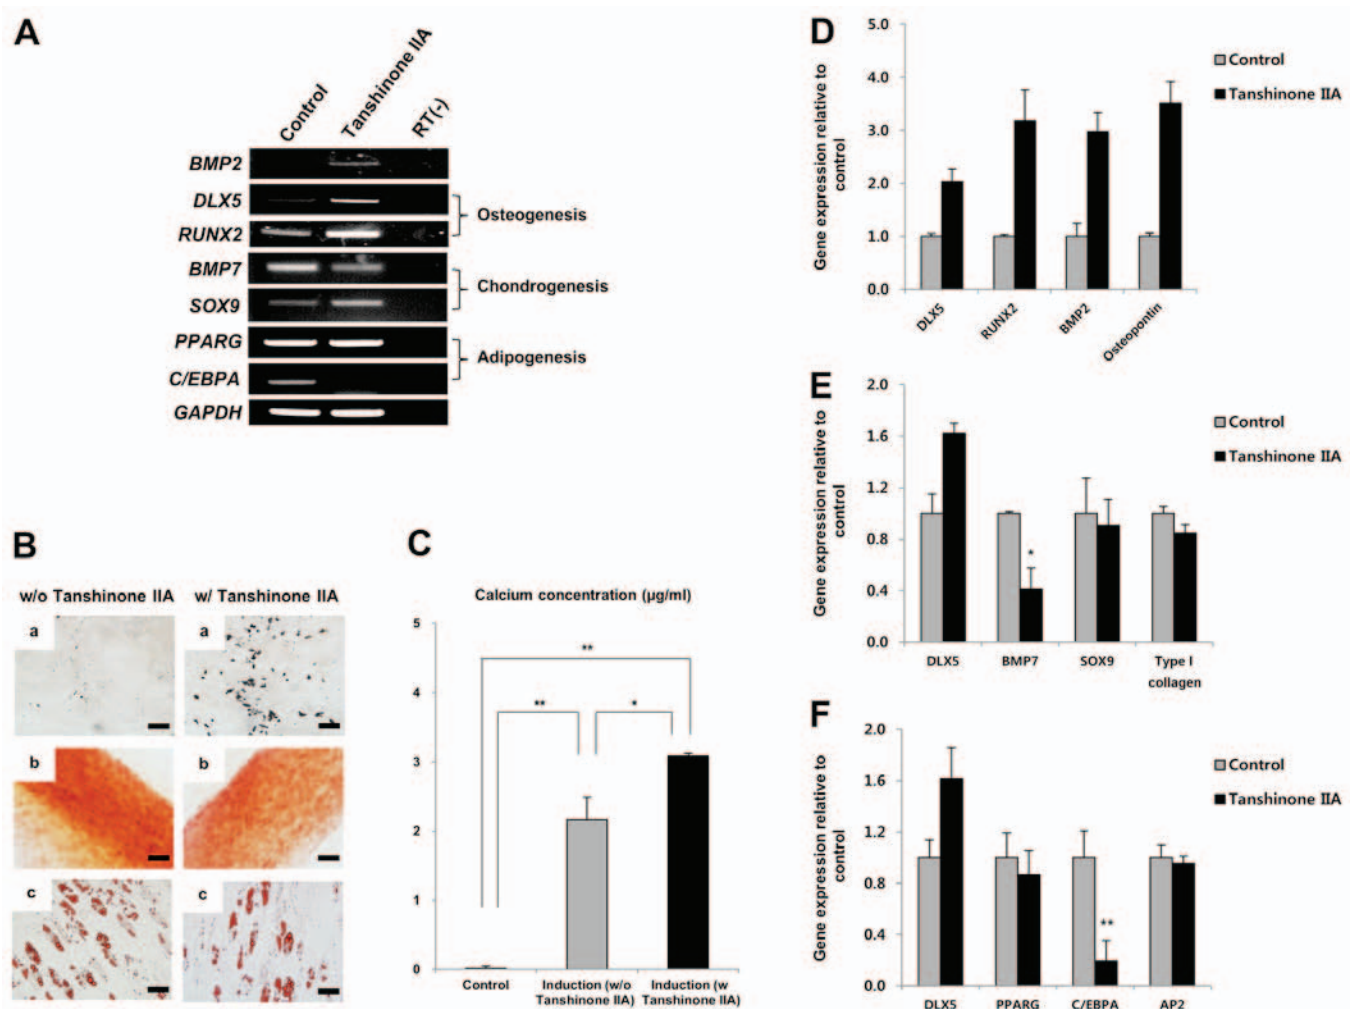 A
Control
Tanshinone IIA
RT(-)
BMP2
DLX5
RUNX2
Osteogenesis
BMP7
SOX9
Chondrogenesis
PPARG
C/EBPA
Adipogenesis
GAPDH
B
w/o Tanshinone IIA
w/ Tanshinone IIA
a
a
b
b
c
c
C
Calcium concentration (μg/ml)
5
4
3
2
1
0
**
**
*
Control
Induction (w/o
Tanshinone IIA)
Induction (w
Tanshinone IIA)
D
Gene expression relative to
control
5.0
4.0
3.0
2.0
1.0
0.0
DLX5
RUNX2
BMP2
Osteopontin
Control
Tanshinone IIA
E
Gene expression relative to
control
2.0
1.6
1.2
0.8
0.4
0.0
*
DLX5
BMP7
SOX9
Type I
collagen
Control
Tanshinone IIA
F
Gene expression relative to
control
2.0
1.6
1.2
0.8
0.4
0.0
**
DLX5
PPARG
C/EBPA
AP2
Control
Tanshinone IIA